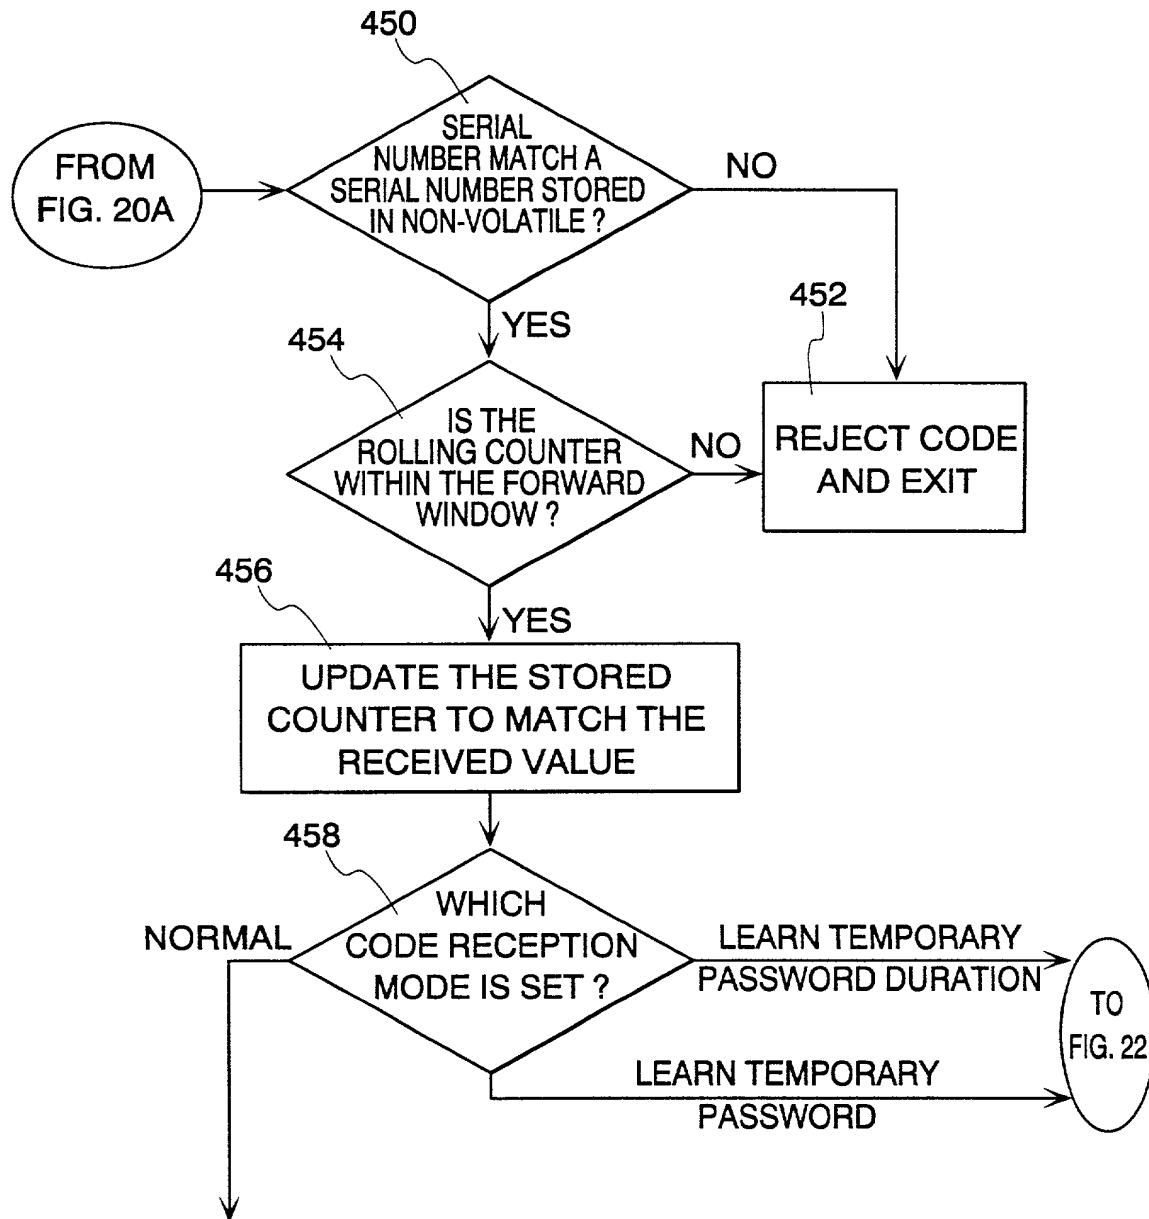 450
FROM
FIG. 20A
SERIAL
NUMBER MATCH A
SERIAL NUMBER STORED
IN NON-VOLATILE ?
NO
YES
452
REJECT CODE
AND EXIT
454
IS THE
ROLLING COUNTER
WITHIN THE FORWARD
WINDOW ?
NO
YES
456
UPDATE THE STORED
COUNTER TO MATCH THE
RECEIVED VALUE
458
WHICH
CODE RECEPTION
MODE IS SET ?
NORMAL
LEARN TEMPORARY
PASSWORD DURATION
LEARN TEMPORARY
PASSWORD
TO
FIG. 22